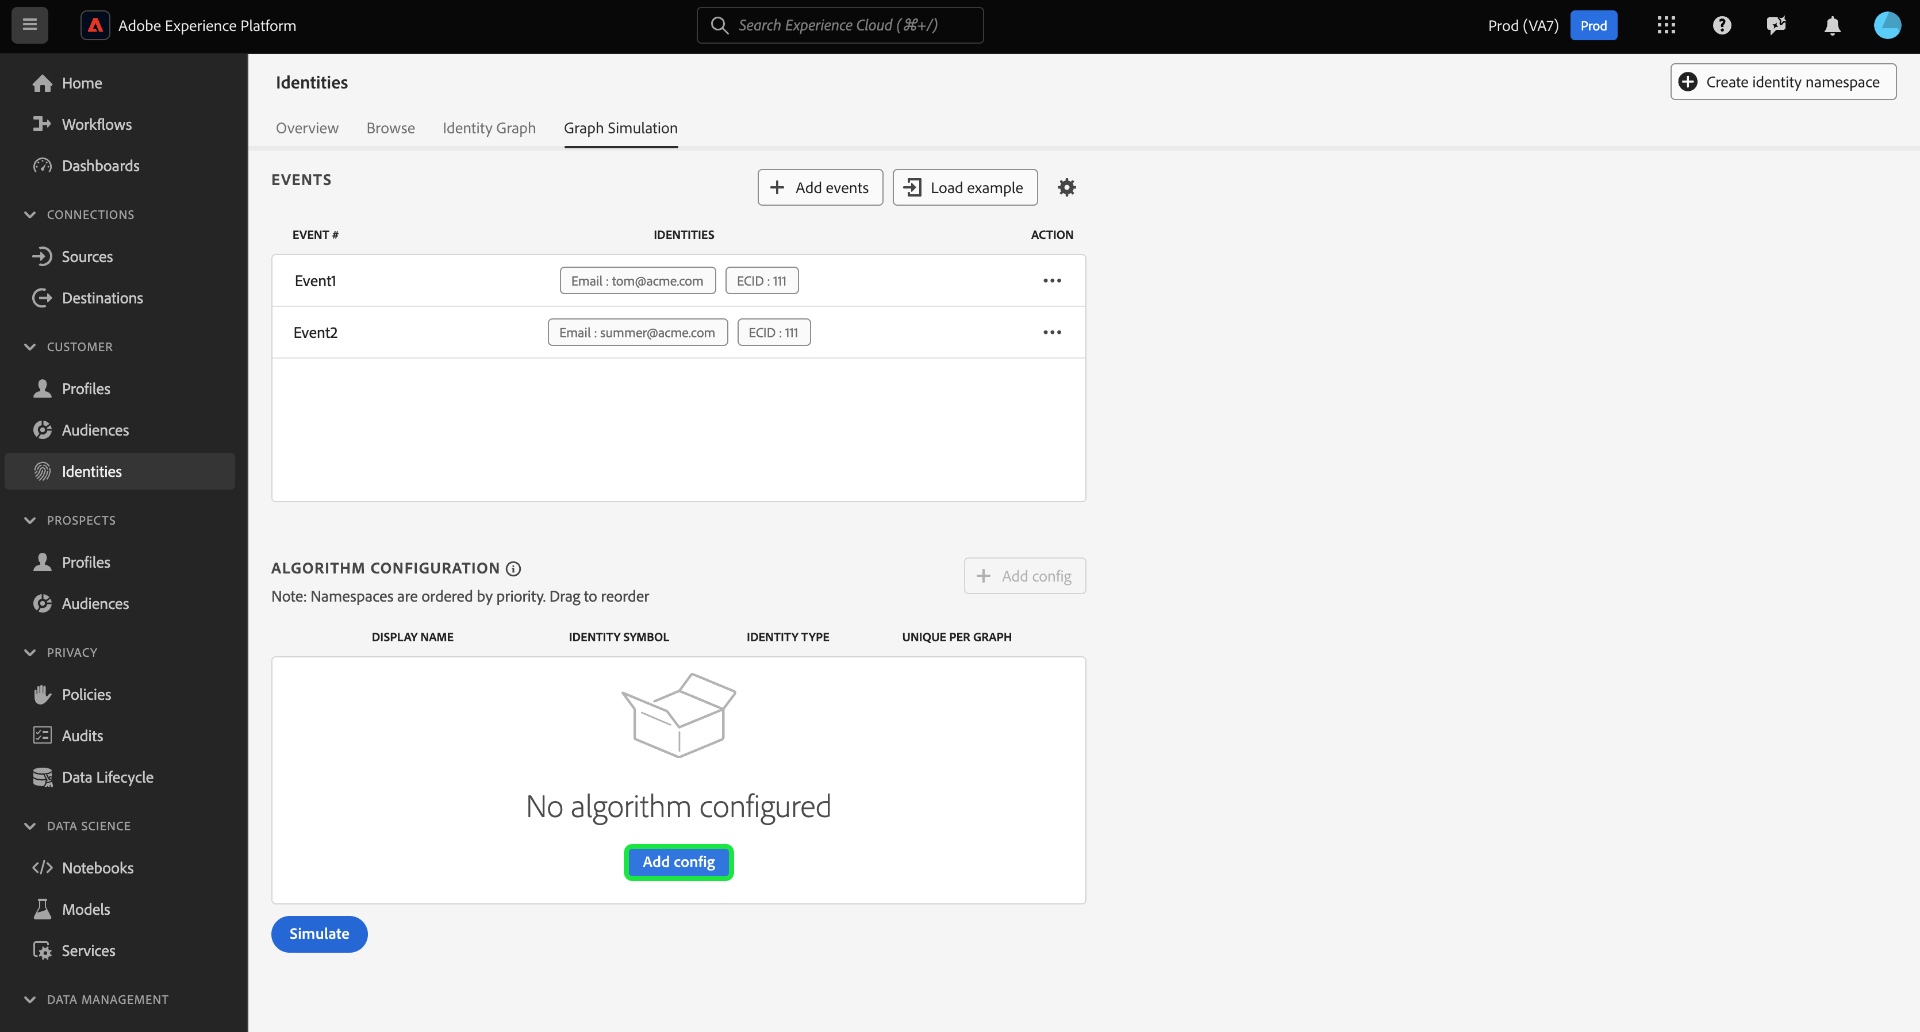 Adobe Experience Platform
Search Experience Cloud (⌘+/)
Prod (VA7)
Prod
Home
Workflows
Dashboards
CONNECTIONS
Sources
Destinations
CUSTOMER
Profiles
Audiences
Identities
PROSPECTS
Profiles
Audiences
PRIVACY
Policies
Audits
Data Lifecycle
DATA SCIENCE
Notebooks
Models
Services
DATA MANAGEMENT
Identities
Create identity namespace
Overview Browse Identity Graph Graph Simulation
EVENTS
Add events
Load example
EVENT # IDENTITIES ACTION
Event1 Email : tom@acme.com ECID : 111
Event2 Email : summer@acme.com ECID : 111
ALGORITHM CONFIGURATION
Add config
Note: Namespaces are ordered by priority. Drag to reorder
DISPLAY NAME IDENTITY SYMBOL IDENTITY TYPE UNIQUE PER GRAPH
No algorithm configured
Add config
Simulate